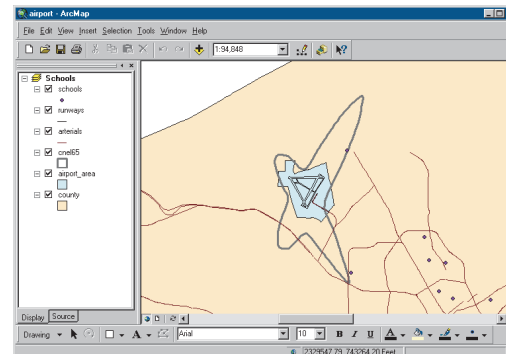 airport - ArcMap
File Edit View Insert Selection Tools Window Help
1:94,848
Schools
schools
runways
arterials
cnel65
airport_area
county
Display Source
Drawing A Arial 10 B I U A
2329547.79 743264.20 Feet